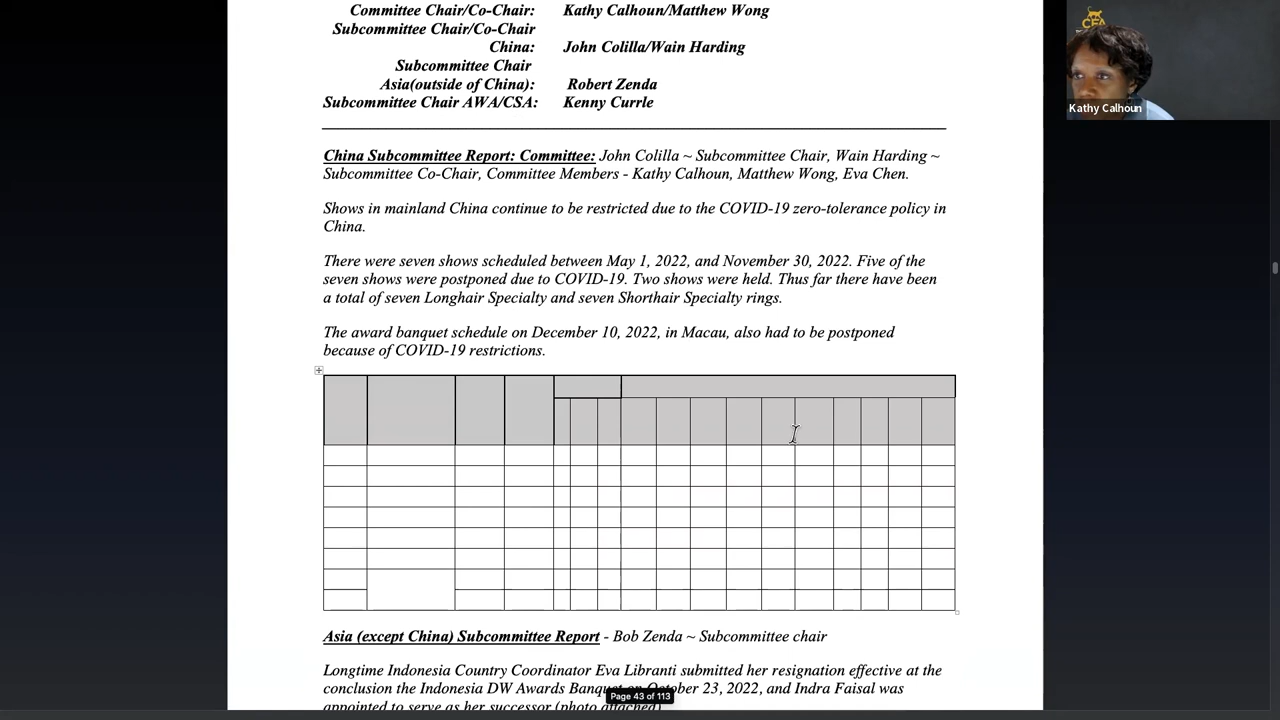 Committee Chair/Co-Chair: Kathy Calhoun/Matthew Wong
Subcommittee Chair/Co-Chair
China: John Colilla/Wain Harding
Subcommittee Chair
Asia(outside of China): Robert Zenda
Subcommittee Chair AWA/CSA: Kenny Currle
China Subcommittee Report: Committee: John Colilla ~ Subcommittee Chair, Wain Harding ~
Subcommittee Co-Chair, Committee Members - Kathy Calhoun, Matthew Wong, Eva Chen.
Shows in mainland China continue to be restricted due to the COVID-19 zero-tolerance policy in
China.
There were seven shows scheduled between May 1, 2022, and November 30, 2022. Five of the
seven shows were postponed due to COVID-19. Two shows were held. Thus far there have been
a total of seven Longhair Specialty and seven Shorthair Specialty rings.
The award banquet schedule on December 10, 2022, in Macau, also had to be postponed
because of COVID-19 restrictions.
Asia (except China) Subcommittee Report - Bob Zenda ~ Subcommittee chair
Longtime Indonesia Country Coordinator Eva Libranti submitted her resignation effective at the
conclusion the Indonesia DW Awards Banquet on October 23, 2022, and Indra Faisal was
appointed to serve as her successor (photo attached)
Page 43 of 113
CFA
Kathy Calhoun